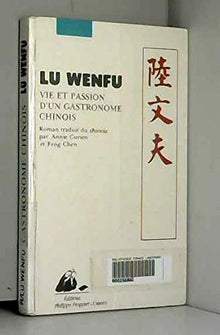 LU WENFU
VIE ET PASSION
D'UN GASTRONOME
CHINOIS
Roman traduit du chinois
par Annie Curien
et Feng Chen
陸文夫
Editions
Philippe Picquier
LU WENFU
GASTRONOME CHINOIS